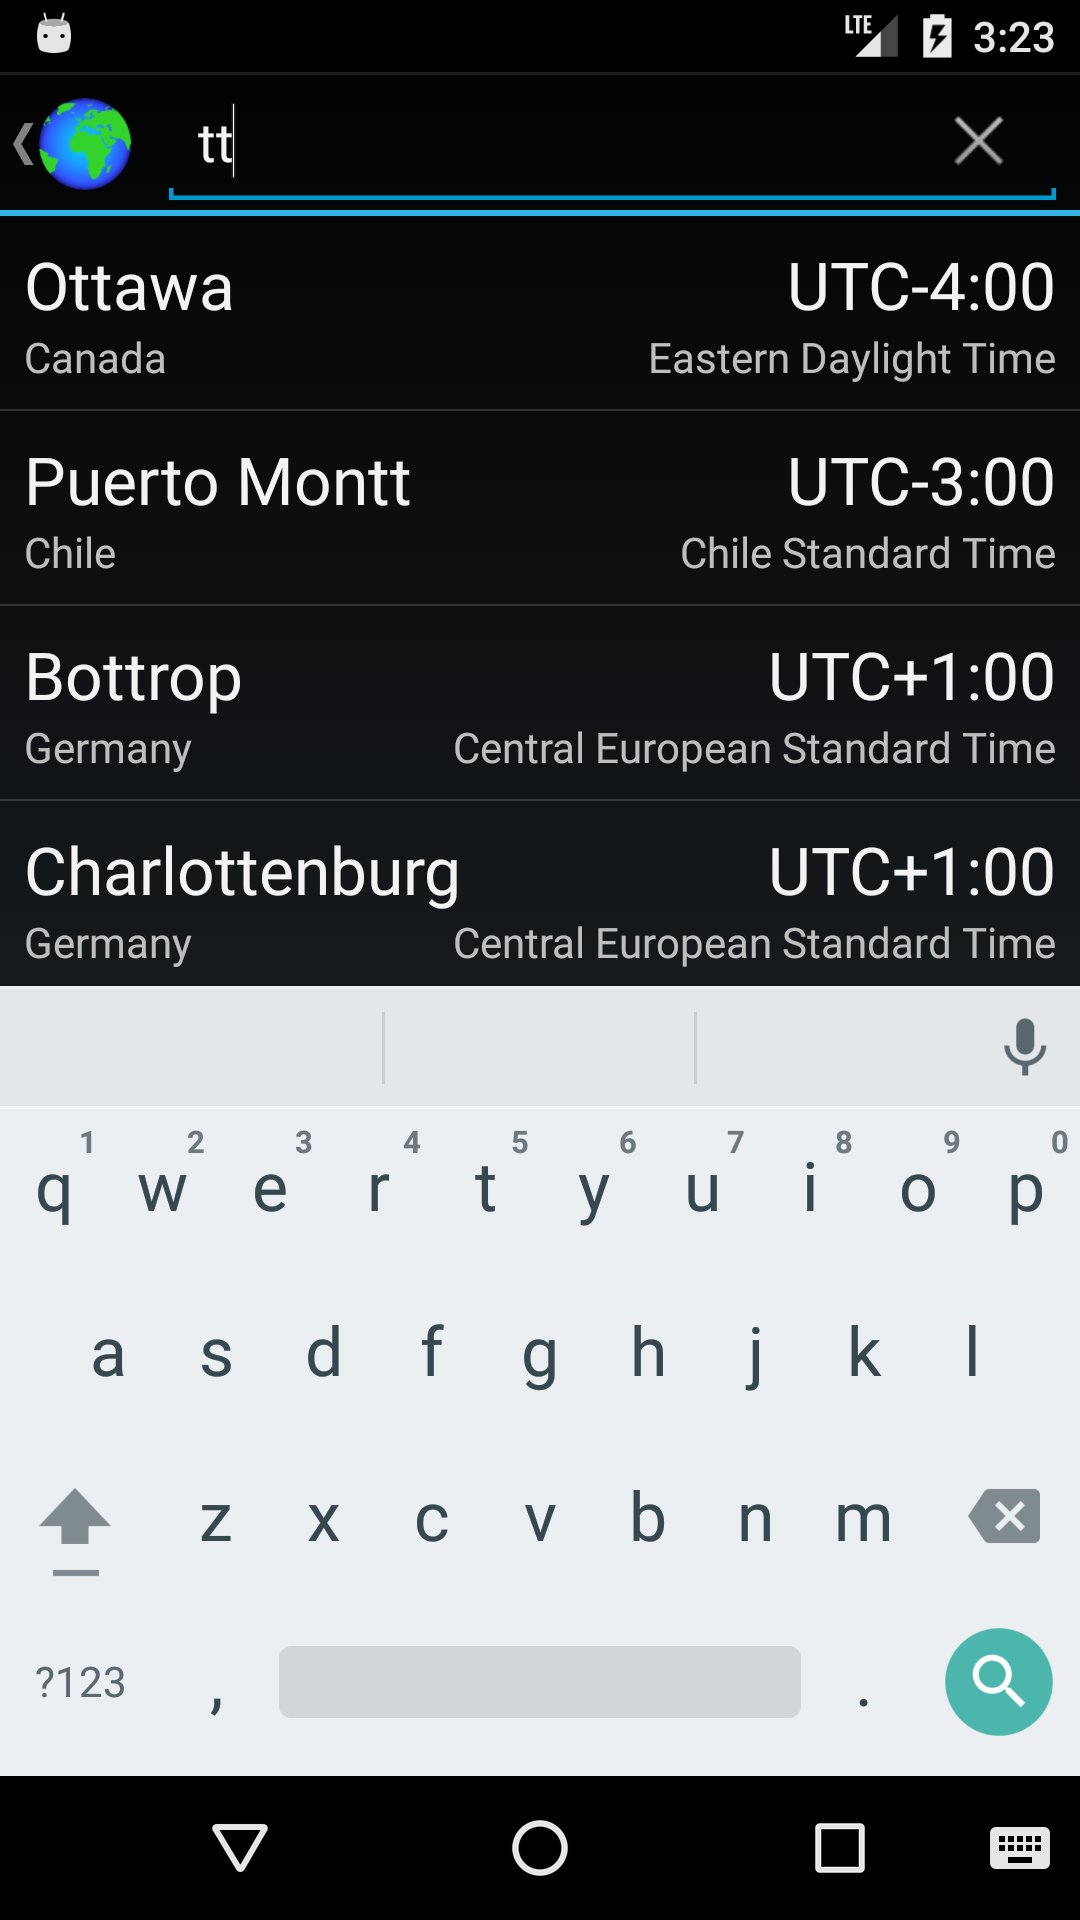 LTE 3:23
tt
Ottawa UTC-4:00
Canada Eastern Daylight Time
Puerto Montt UTC-3:00
Chile Chile Standard Time
Bottrop UTC+1:00
Germany Central European Standard Time
Charlottenburg UTC+1:00
Germany Central European Standard Time
1 2 3 4 5 6 7 8 9 0
q w e r t y u i o p
a s d f g h j k l
z x c v b n m
?123 , .